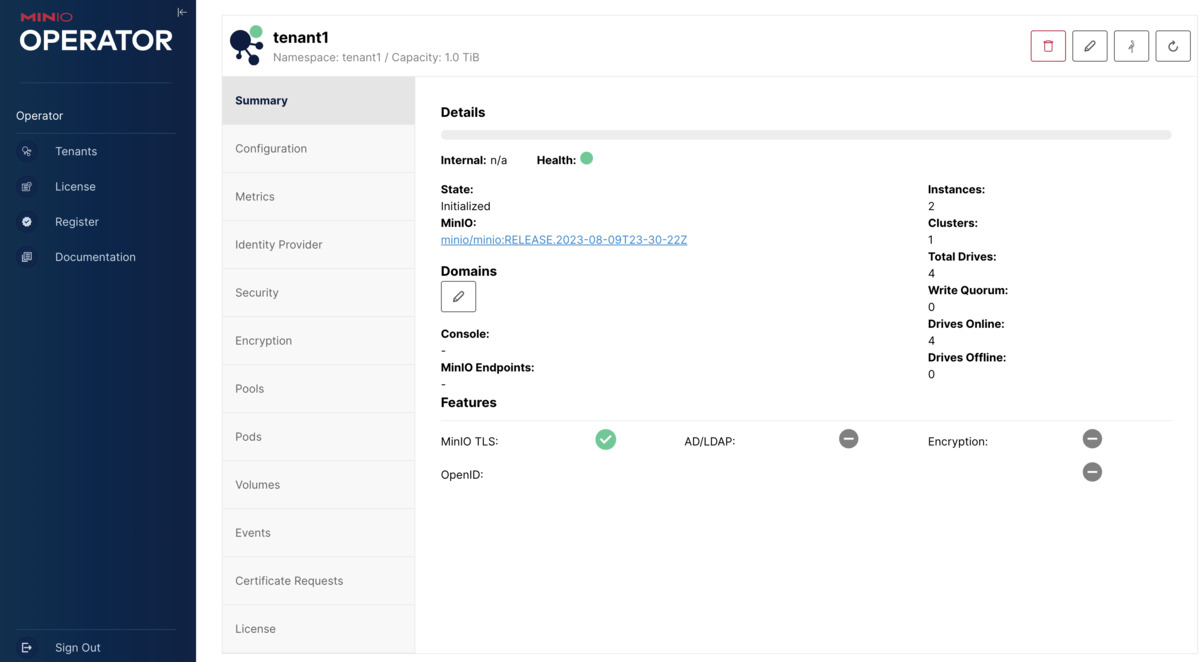 MINIO
OPERATOR
Operator
Tenants
License
Register
Documentation
Sign Out
tenant1
Namespace: tenant1 / Capacity: 1.0 TiB
Summary
Configuration
Metrics
Identity Provider
Security
Encryption
Pools
Pods
Volumes
Events
Certificate Requests
License
Details
Internal: n/a Health:
State:
Initialized
MinIO:
minio/minio:RELEASE.2023-08-09T23-30-22Z
Domains
Console:
-
MinIO Endpoints:
-
Instances:
2
Clusters:
1
Total Drives:
4
Write Quorum:
0
Drives Online:
4
Drives Offline:
0
Features
MinIO TLS: AD/LDAP: Encryption:
OpenID: